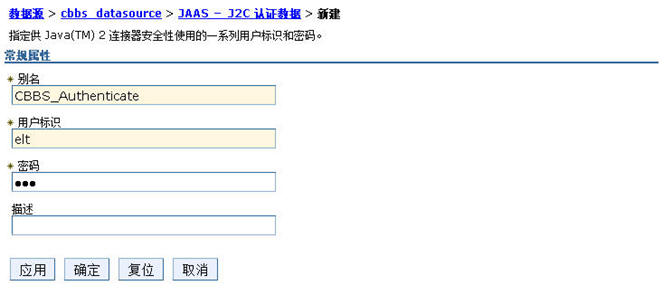 数据源 > cbbs_datasource > JAAS - J2C 认证数据 > 新建
指定供 Java(TM) 2 连接器安全性使用的一系列用户标识和密码。
常规属性
* 别名
CBBS_Authenticate
* 用户标识
elt
* 密码
●●●
描述
应用 确定 复位 取消